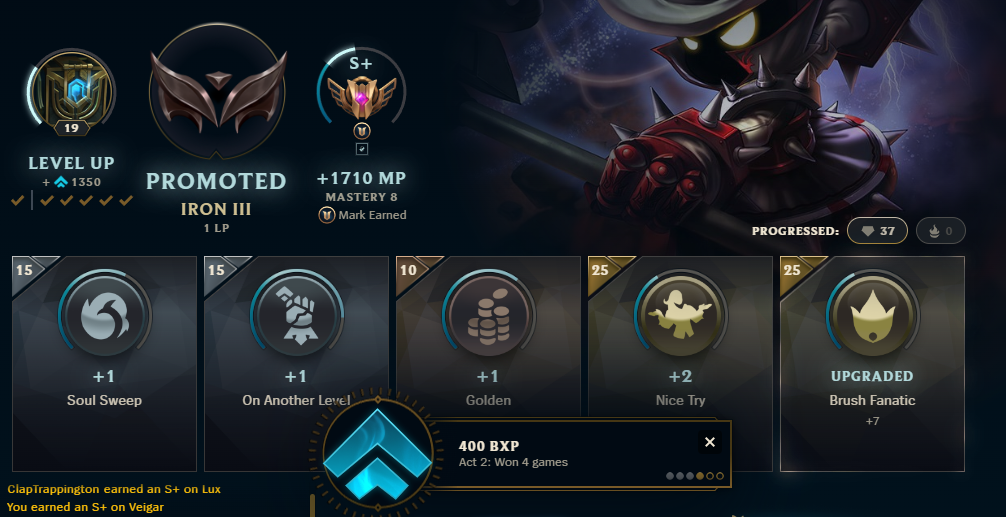 S+
19
LEVEL UP
+ 1350
PROMOTED
IRON III
1 LP
+1710 MP
MASTERY 8
Mark Earned
PROGRESSED: 37 0
15
+1
Soul Sweep
15
+1
On Another Level
10
+1
Golden
25
+2
Nice Try
25
UPGRADED
Brush Fanatic
+7
400 BXP
Act 2: Won 4 games
ClapTrappington earned an S+ on Lux
You earned an S+ on Veigar